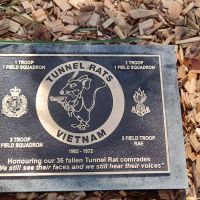 1 TROOP
1 FIELD SQUADRON
2 TROOP
1 FIELD SQUADRON
TUNNEL RATS
VIETNAM
1965 - 1972
3 TROOP
1 FIELD SQUADRON
3 FIELD TROOP
RAE
Honouring our 36 fallen Tunnel Rat comrades
"We still see their faces and we still hear their voices"